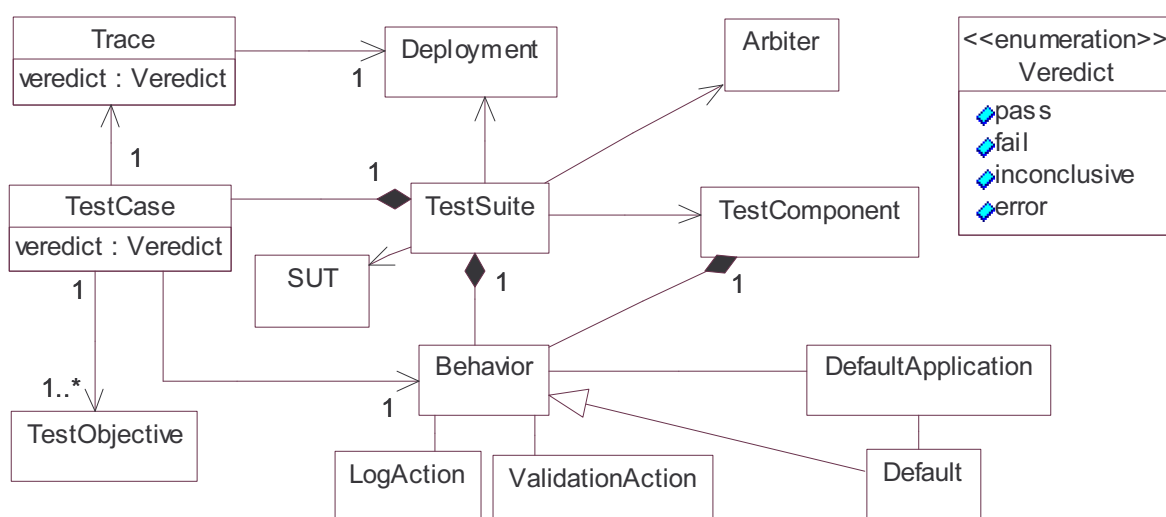 Trace
veredict : Veredict
1
Deployment
Arbiter
<<enumeration>>
Veredict
pass
fail
inconclusive
error
1
1
TestCase
veredict : Veredict
TestSuite
TestComponent
SUT
1
1
1
Behavior
1
DefaultApplication
1..*
TestObjective
LogAction
ValidationAction
Default